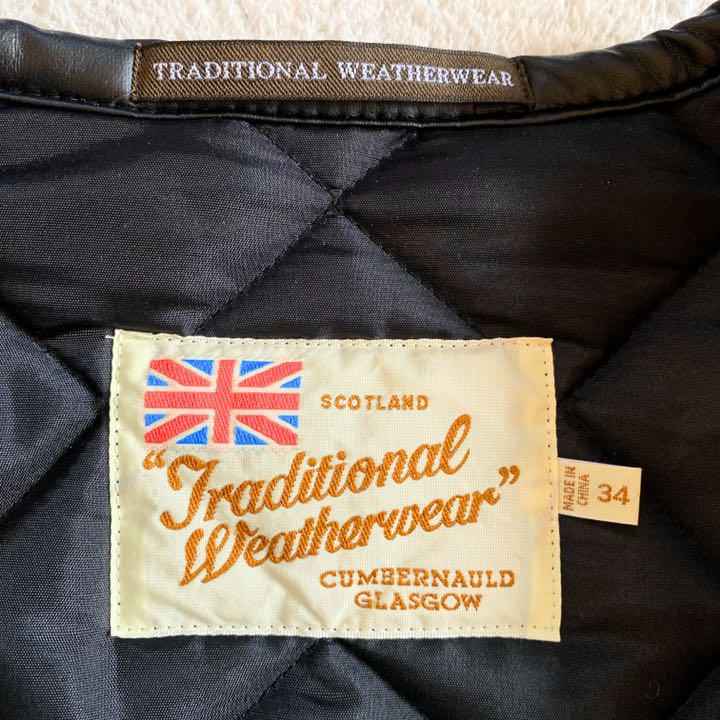 TRADITIONAL WEATHERWEAR
SCOTLAND
"Traditional
Weatherwear"
CUMBERNAULD
GLASGOW
MADE IN
CHINA
34